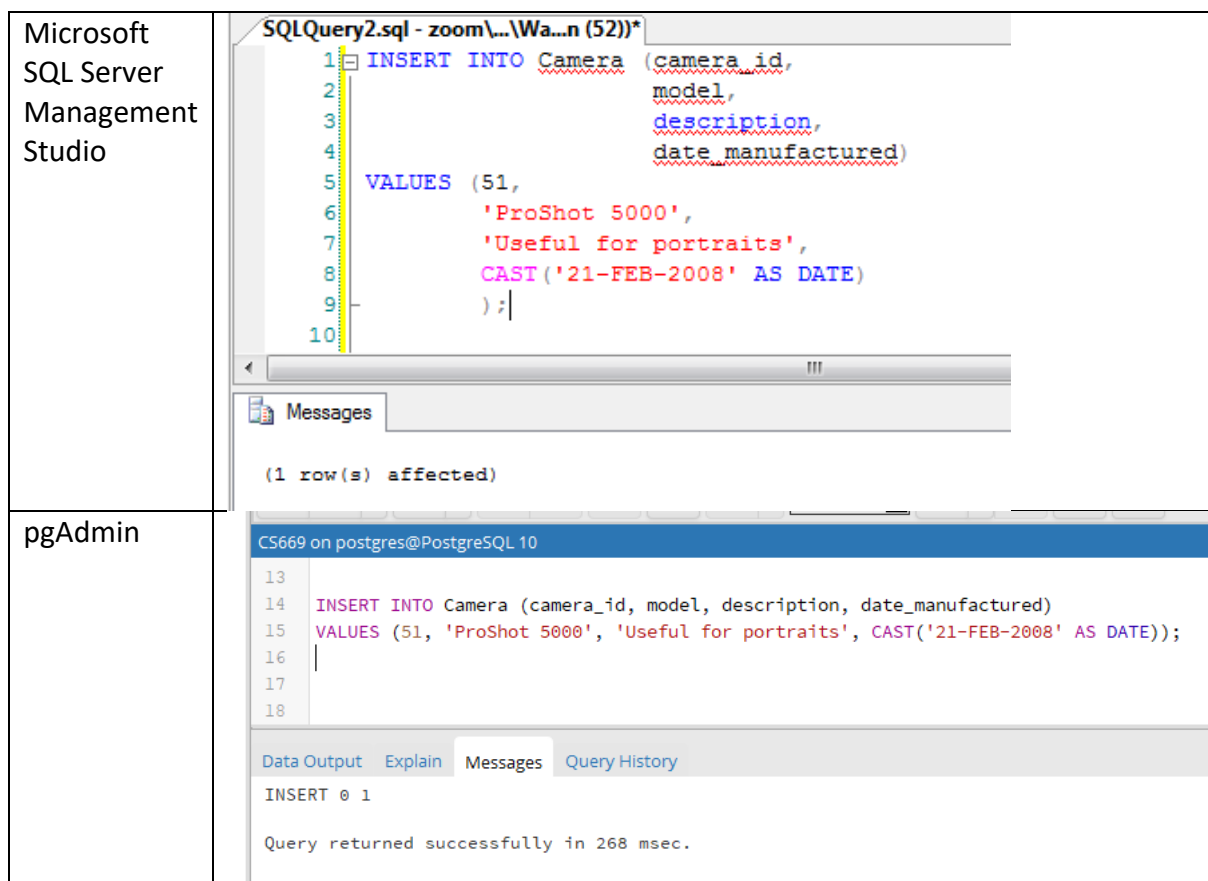 Microsoft
SQL Server
Management
Studio
SQLQuery2.sql - zoom\...\Wa...n (52))*
1 INSERT INTO Camera (camera_id,
2 model,
3 description,
4 date_manufactured)
5 VALUES (51,
6 'ProShot 5000',
7 'Useful for portraits',
8 CAST('21-FEB-2008' AS DATE)
9 );
10
Messages
(1 row(s) affected)
pgAdmin
CS669 on postgres@PostgreSQL 10
13
14 INSERT INTO Camera (camera_id, model, description, date_manufactured)
15 VALUES (51, 'ProShot 5000', 'Useful for portraits', CAST('21-FEB-2008' AS DATE));
16
17
18
Data Output Explain Messages Query History
INSERT 0 1
Query returned successfully in 268 msec.